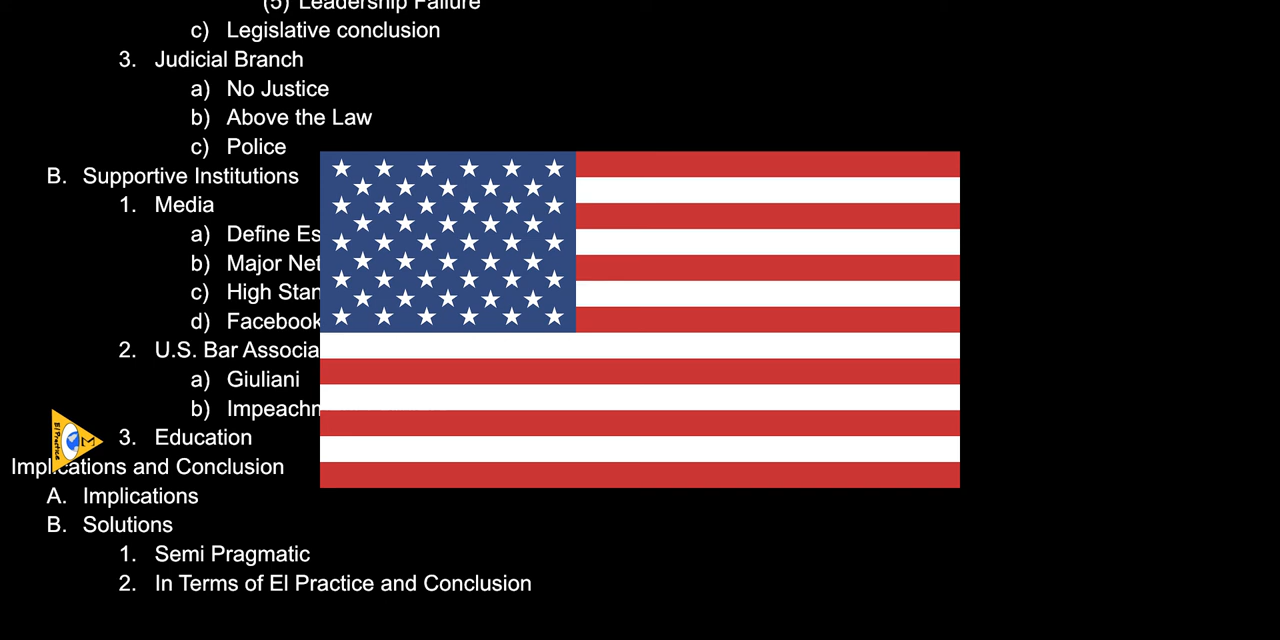 (5) Leadership Failure
c) Legislative conclusion
3. Judicial Branch
a) No Justice
b) Above the Law
c) Police
B. Supportive Institutions
1. Media
a) Define Es
b) Major Net
c) High Stan
d) Facebook
2. U.S. Bar Associa
a) Giuliani
b) Impeachm
3. Education
El Practice
Implications and Conclusion
A. Implications
B. Solutions
1. Semi Pragmatic
2. In Terms of El Practice and Conclusion